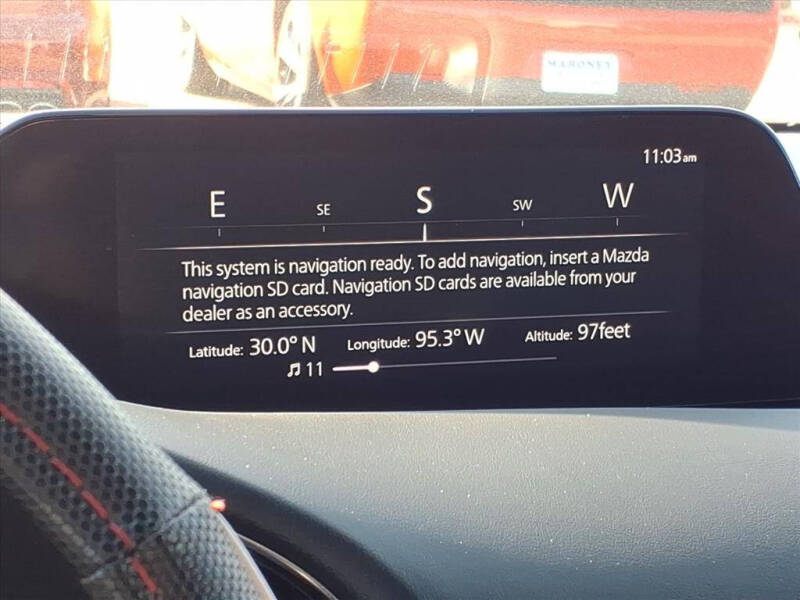 MAHONEY
11:03am
E SE S SW W
This system is navigation ready. To add navigation, insert a Mazda
navigation SD card. Navigation SD cards are available from your
dealer as an accessory.
Latitude: 30.0° N Longitude: 95.3° W Altitude: 97feet
11